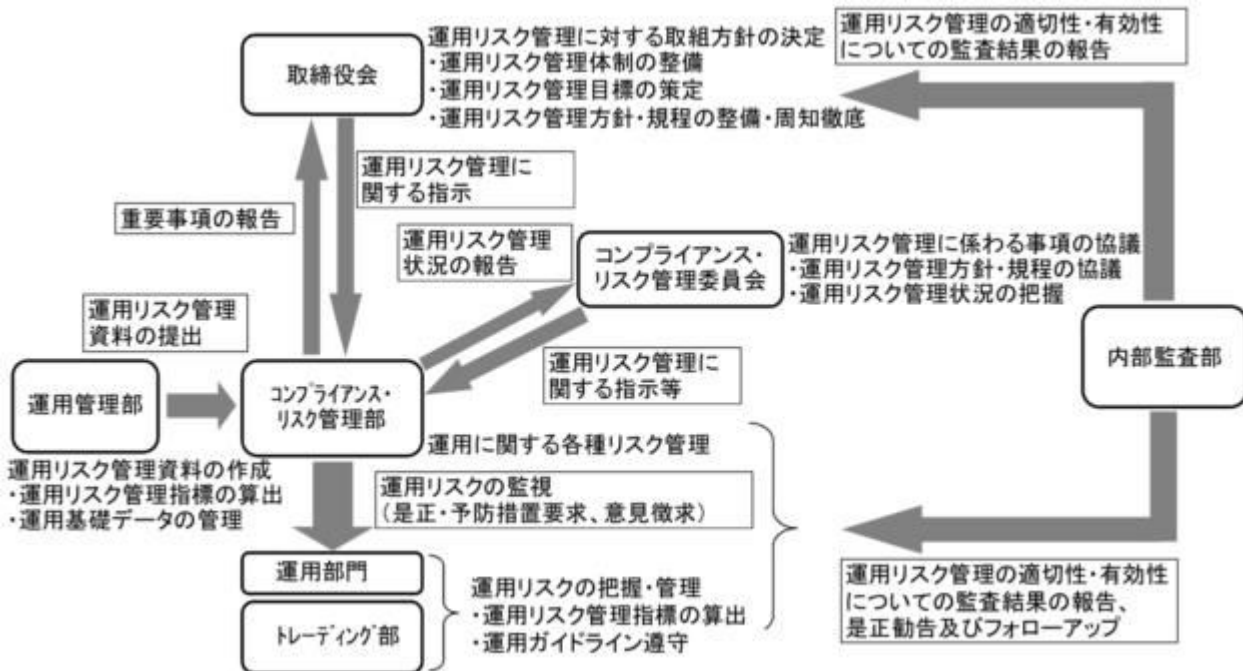 取締役会
運用リスク管理に対する取組方針の決定
・運用リスク管理体制の整備
・運用リスク管理目標の策定
・運用リスク管理方針・規程の整備・周知徹底
運用リスク管理の適切性・有効性
についての監査結果の報告
重要事項の報告
運用リスク管理に
関する指示
運用リスク管理
状況の報告
コンプライアンス・
リスク管理委員会
運用リスク管理に係わる事項の協議
・運用リスク管理方針・規程の協議
・運用リスク管理状況の把握
運用リスク管理
資料の提出
運用リスク管理に
関する指示等
内部監査部
運用管理部
コンプライアンス・
リスク管理部
運用リスク管理資料の作成
・運用リスク管理指標の算出
・運用基礎データの管理
運用に関する各種リスク管理
運用リスクの監視
(是正・予防措置要求、意見徴求)
運用部門
トレーディング部
運用リスクの把握・管理
・運用リスク管理指標の算出
・運用ガイドライン遵守
運用リスク管理の適切性・有効性
についての監査結果の報告、
是正勧告及びフォローアップ